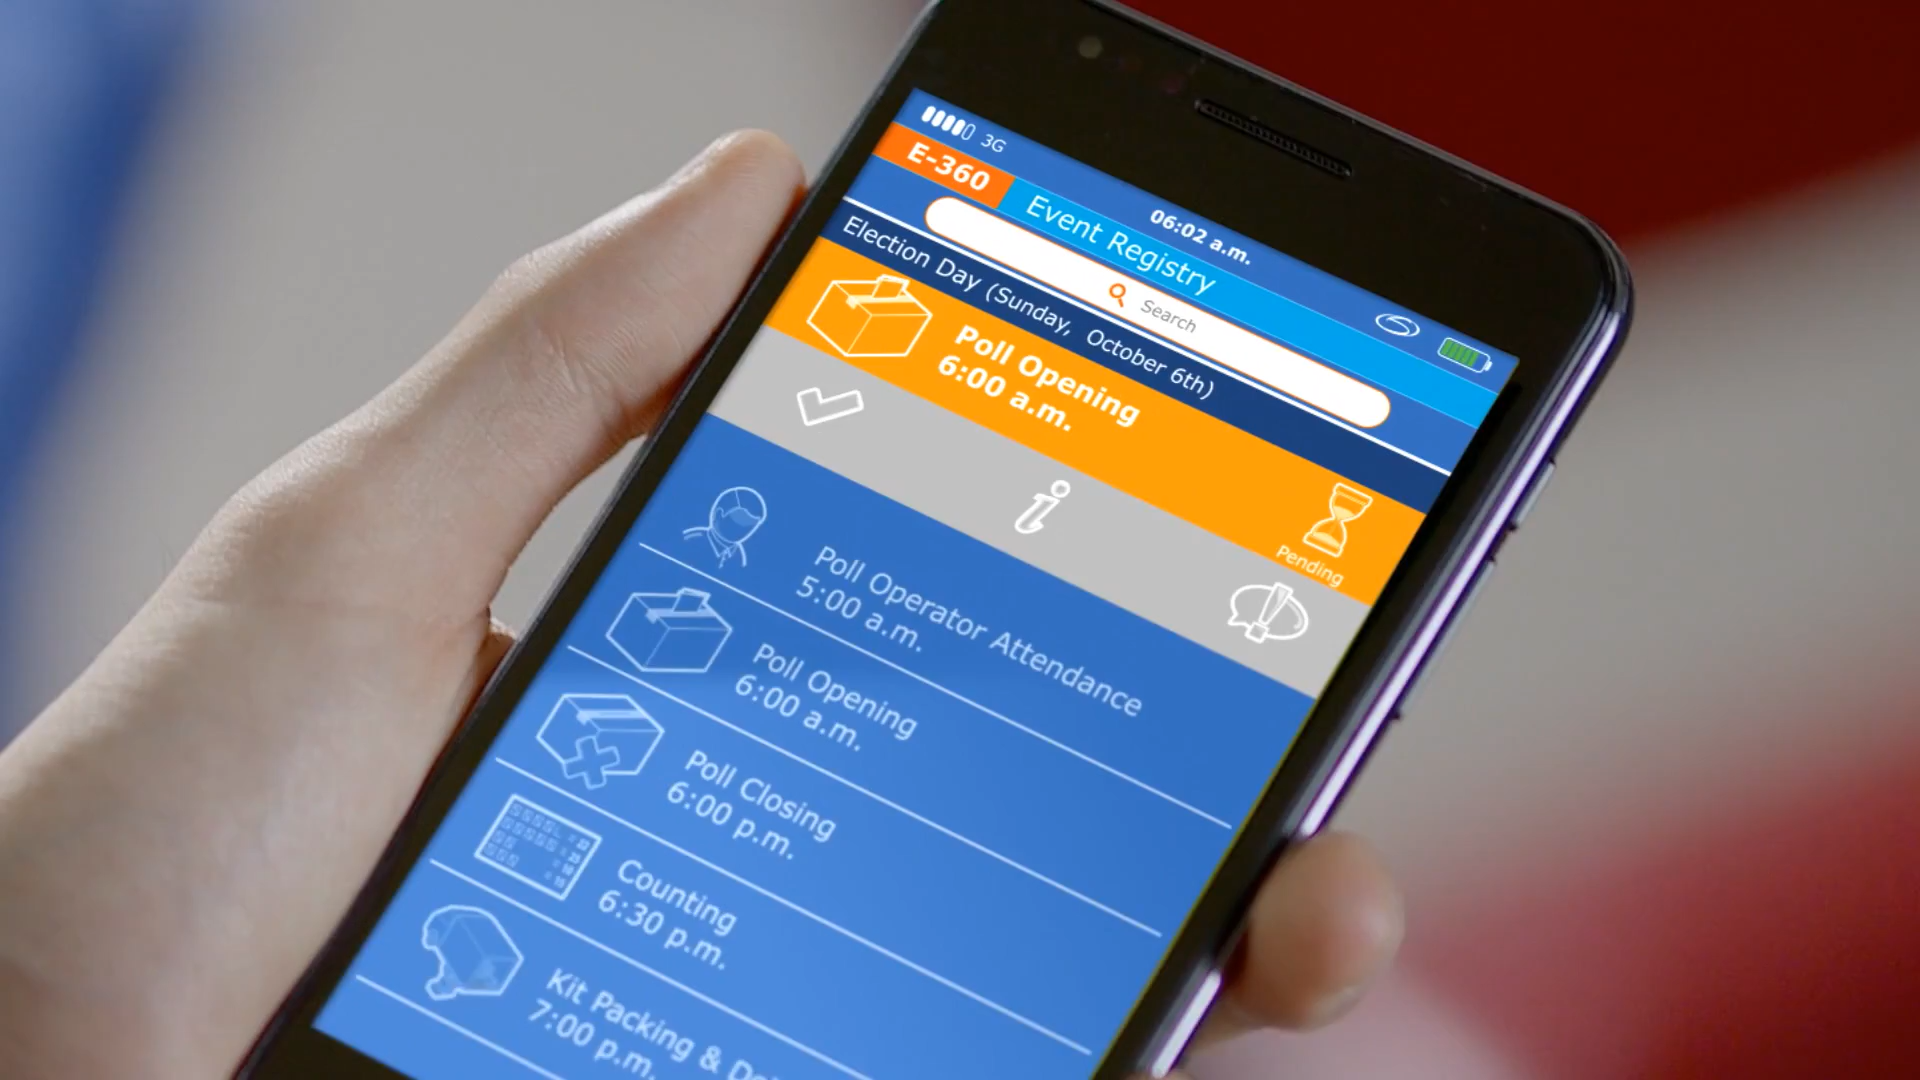 3G
06:02 a.m.
E-360
Event Registry
Search
Election Day (Sunday, October 6th)
Poll Opening
6:00 a.m.
Pending
Poll Operator Attendance
5:00 a.m.
Poll Opening
6:00 a.m.
Poll Closing
6:00 p.m.
Counting
6:30 p.m.
Kit Packing &
7:00 p.m.